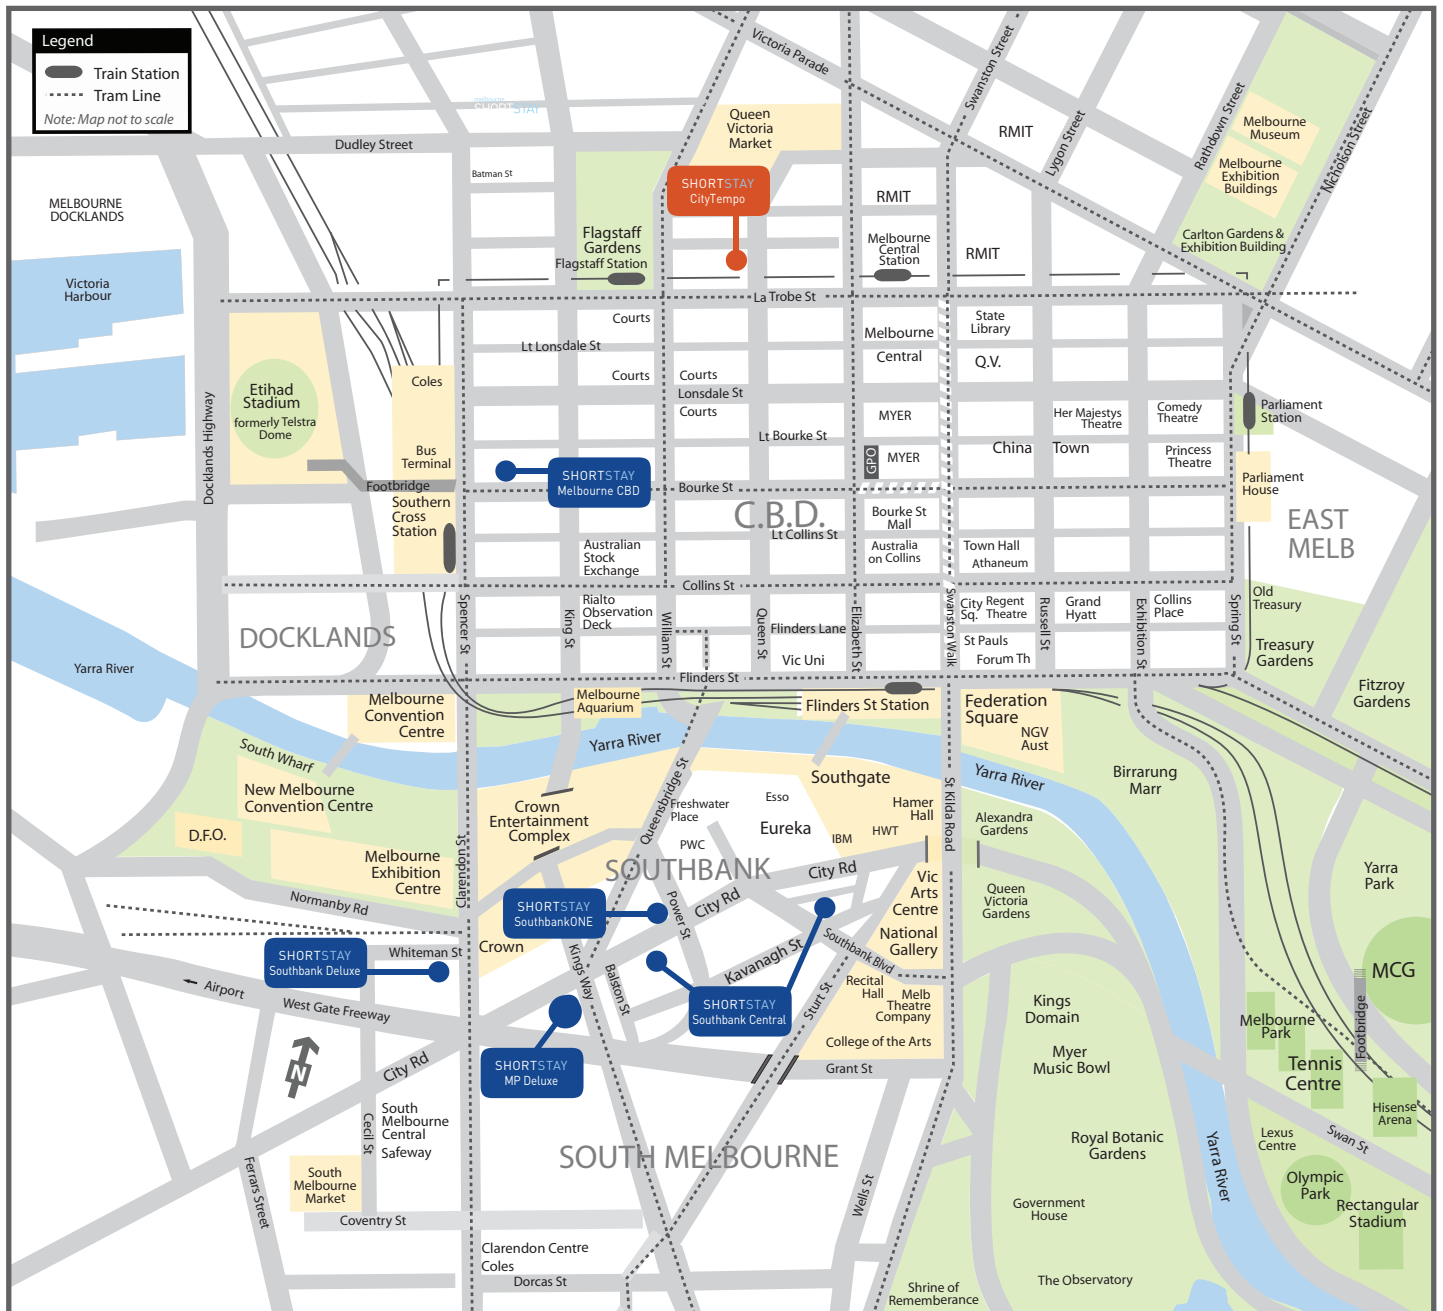 Legend
Train Station
Tram Line
Note: Map not to scale
Victoria Parade
Swanston Street
RMIT
Lygon Street
Rathdown Street
Melbourne
Museum
Melbourne
Exhibition
Buildings
Nicholson Street
Carlton Gardens &
Exhibition Building
melbourne
SHORTSTAY
Queen
Victoria
Market
Dudley Street
Batman St
SHORTSTAY
CityTempo
RMIT
MELBOURNE
DOCKLANDS
Flagstaff
Gardens
Flagstaff Station
Melbourne
Central
Station
RMIT
Victoria
Harbour
La Trobe St
Courts
State
Library
Melbourne
Central
Lt Lonsdale St
Q.V.
Courts
Courts
Coles
Lonsdale St
Etihad
Stadium
formerly Telstra
Dome
Courts
MYER
Her Majestys
Theatre
Comedy
Theatre
Parliament
Station
Docklands Highway
Lt Bourke St
GPO
MYER
China Town
Princess
Theatre
Bus
Terminal
SHORTSTAY
Melbourne CBD
Footbridge
Bourke St
Parliament
House
Southern
Cross
Station
C.B.D.
Bourke St
Mall
EAST
MELB
Lt Collins St
Australian
Stock
Exchange
Australia
on Collins
Town Hall
Athaneum
Collins St
Spencer St
King St
Rialto
Observation
Deck
William St
Queen St
Flinders Lane
Elizabeth St
Swanston Walk
City
Sq.
Regent
Theatre
Russell St
Grand
Hyatt
Exhibition St
Collins
Place
Spring St
Old
Treasury
DOCKLANDS
Vic Uni
St Pauls
Forum Th
Treasury
Gardens
Yarra River
Flinders St
Fitzroy
Gardens
Melbourne
Convention
Centre
Melbourne
Aquarium
Flinders St Station
Federation
Square
NGV
Aust
South Wharf
Yarra River
Yarra River
Birrarung
Marr
New Melbourne
Convention Centre
Southgate
St Kilda Road
D.F.O.
Crown
Entertainment
Complex
Queensbridge St
Freshwater
Place
Esso
Eureka
Hamer
Hall
HWT
IBM
PWC
Alexandra
Gardens
Melbourne
Exhibition
Centre
Clarendon St
SOUTHBANK
City Rd
Yarra
Park
Normanby Rd
SHORTSTAY
SouthbankONE
Power St
City Rd
Vic
Arts
Centre
Queen
Victoria
Gardens
Crown
Kings Way
Kavanagh St
Southbank Blvd
National
Gallery
Whiteman St
SHORTSTAY
Southbank Deluxe
Balston St
Sturt St
Recital
Hall
Melb
Theatre
Company
MCG
Airport
West Gate Freeway
SHORTSTAY
Southbank Central
Kings
Domain
Melbourne
Park
Footbridge
College of the Arts
N
City Rd
SHORTSTAY
MP Deluxe
Grant St
Myer
Music Bowl
Tennis
Centre
Hisense
Arena
Cecil St
South
Melbourne
Central
Safeway
Ferrars Street
South
Melbourne
Market
SOUTH MELBOURNE
Royal Botanic
Gardens
Yarra River
Lexus
Centre
Swan St
Olympic
Park
Rectangular
Stadium
Wells St
Government
House
Coventry St
Clarendon Centre
Coles
Dorcas St
Shrine of
Rememberance
The Observatory